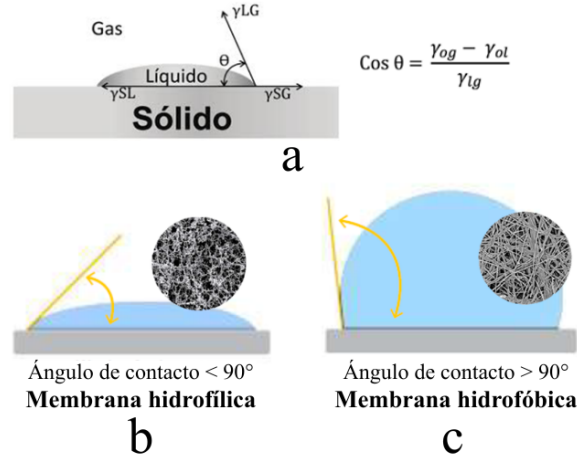 γLG
Gas
θ
Líquido
γSL
γSG
Sólido
Cos θ = (γog − γol) / γlg
a
Ángulo de contacto < 90°
Membrana hidrofílica
b
Ángulo de contacto > 90°
Membrana hidrofóbica
c